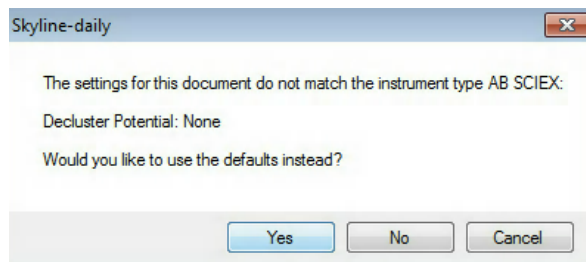 Skyline-daily
The settings for this document do not match the instrument type AB SCIEX:
Decluster Potential: None
Would you like to use the defaults instead?
Yes No Cancel